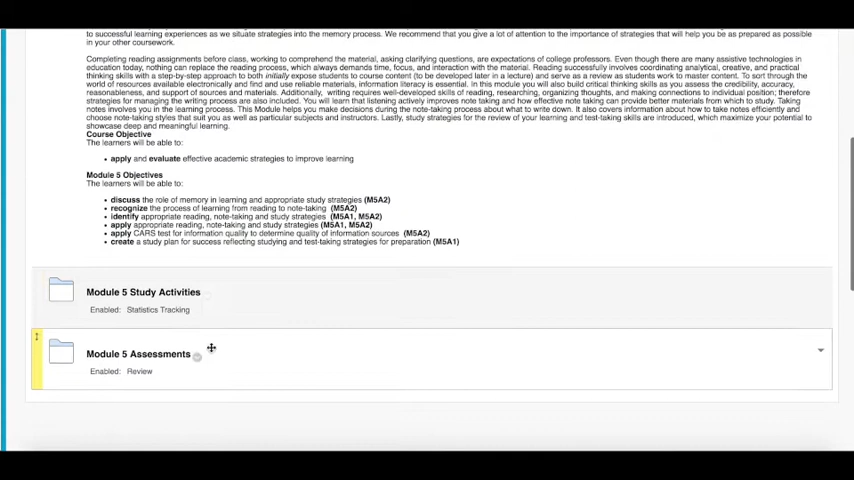 to successful learning experiences as we situate strategies into the memory process. We recommend that you give a lot of attention to the importance of strategies that will help you be as prepared as possible
in your other coursework.
Completing reading assignments before class, working to comprehend the material, asking clarifying questions, are expectations of college professors. Even though there are many assistive technologies in
education today, nothing can replace the reading process, which always demands time, focus, and interaction with the material. Reading successfully involves coordinating analytical, creative, and practical
thinking skills with a step-by-step approach to both initially expose students to course content (to be developed later in a lecture) and serve as a review as students work to master content. To sort through the
world of resources available electronically and find and use reliable materials, information literacy is essential. In this module you will also build critical thinking skills as you assess the credibility, accuracy,
reasonableness, and support of sources and materials. Additionally, writing requires well-developed skills of reading, researching, organizing thoughts, and making connections to individual position; therefore
strategies for managing the writing process are also included. You will learn that listening actively improves note taking and how effective note taking can provide better materials from which to study. Taking
notes involves you in the learning process. This Module helps you make decisions during the note-taking process about what to write down. It also covers information about how to take notes efficiently and
choose note-taking styles that suit you as well as particular subjects and instructors. Lastly, study strategies for the review of your learning and test-taking skills are introduced, which maximize your potential to
showcase deep and meaningful learning.
Course Objective
The learners will be able to:
• apply and evaluate effective academic strategies to improve learning
Module 5 Objectives
The learners will be able to:
• discuss the role of memory in learning and appropriate study strategies (M5A2)
• recognize the process of learning from reading to note-taking (M5A2)
• identify appropriate reading, note-taking and study strategies (M5A1, M5A2)
• apply appropriate reading, note-taking and study strategies (M5A1, M5A2)
• apply CARS test for information quality to determine quality of information sources (M5A2)
• create a study plan for success reflecting studying and test-taking strategies for preparation (M5A1)
Module 5 Study Activities
Enabled: Statistics Tracking
Module 5 Assessments
Enabled: Review